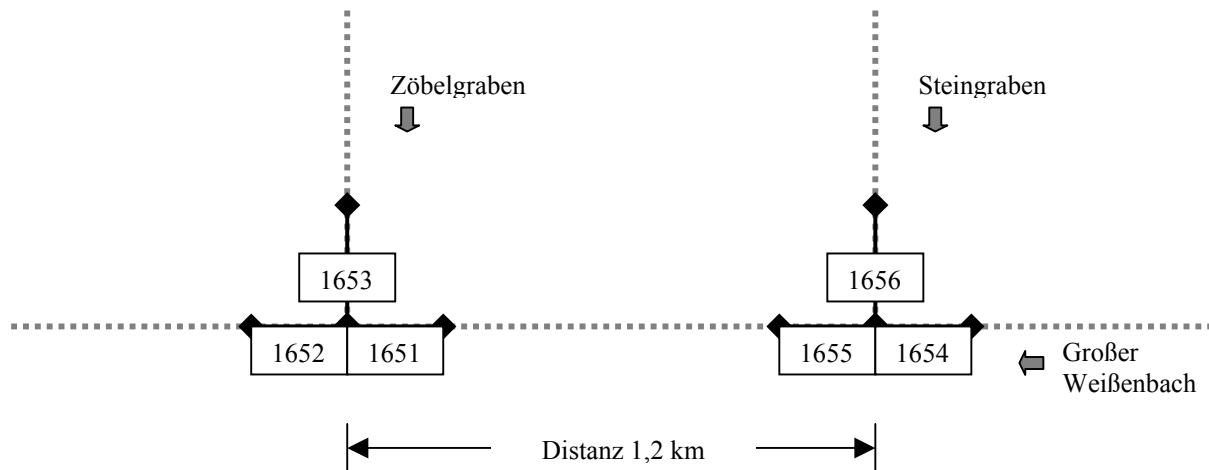 Zöbelgraben
Steingraben
1653
1656
1652
1651
1655
1654
Großer
Weißenbach
Distanz 1,2 km